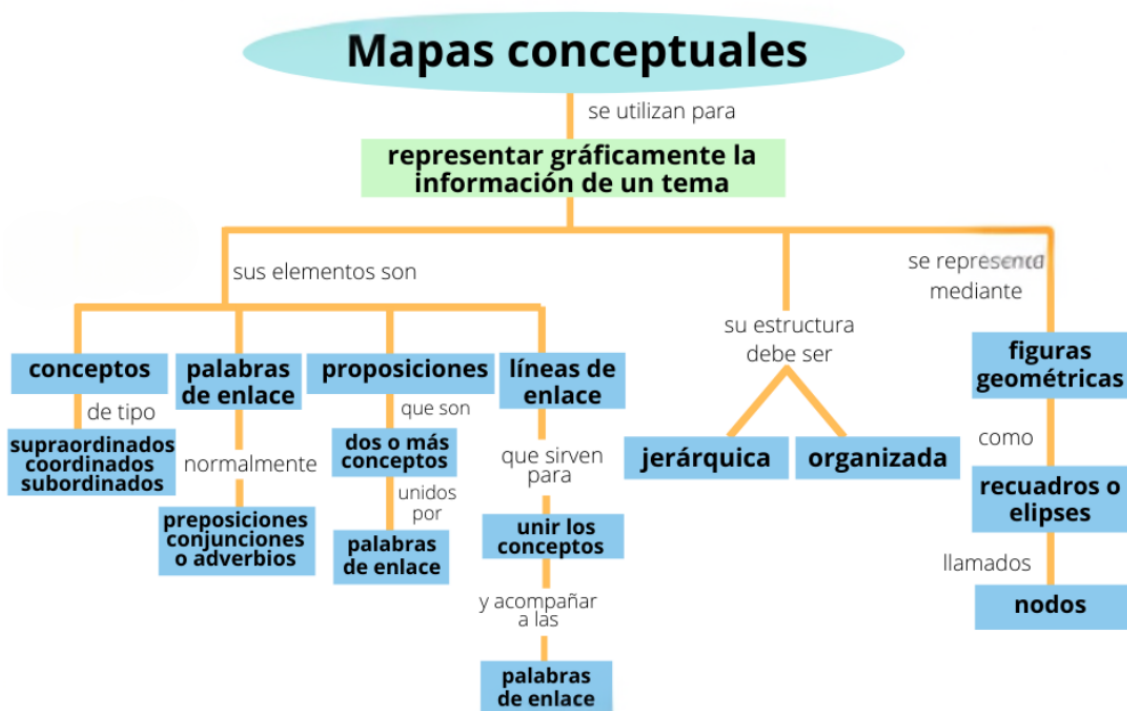 Mapas conceptuales
se utilizan para
representar gráficamente la
información de un tema
sus elementos son
conceptos
de tipo
supraordinados
coordinados
subordinados
palabras
de enlace
normalmente
preposiciones
conjunciones
o adverbios
proposiciones
que son
dos o más
conceptos
unidos
por
palabras
de enlace
líneas de
enlace
que sirven
para
unir los
conceptos
y acompañar
a las
palabras
de enlace
su estructura
debe ser
jerárquica
organizada
se representa
mediante
figuras
geométricas
como
recuadros o
elipses
llamados
nodos